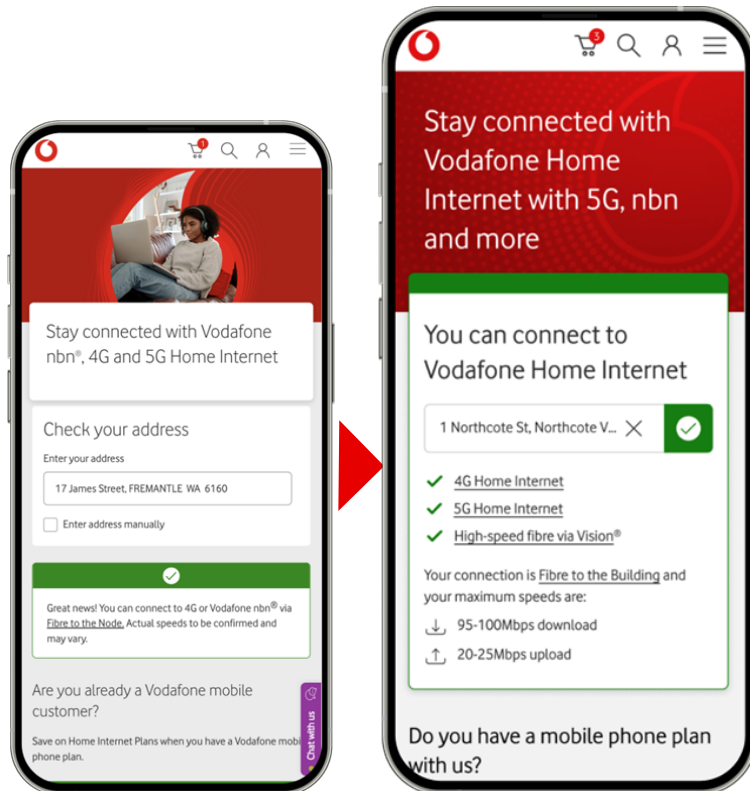 1
Stay connected with Vodafone
nbn®, 4G and 5G Home Internet
Check your address
Enter your address
17 James Street, FREMANTLE WA 6160
Enter address manually
Great news! You can connect to 4G or Vodafone nbn® via
Fibre to the Node. Actual speeds to be confirmed and
may vary.
Are you already a Vodafone mobile
customer?
Save on Home Internet Plans when you have a Vodafone mobi
phone plan.
Chat with us
3
Stay connected with
Vodafone Home
Internet with 5G, nbn
and more
You can connect to
Vodafone Home Internet
1 Northcote St, Northcote V...
4G Home Internet
5G Home Internet
High-speed fibre via Vision®
Your connection is Fibre to the Building and
your maximum speeds are:
95-100Mbps download
20-25Mbps upload
Do you have a mobile phone plan
with us?